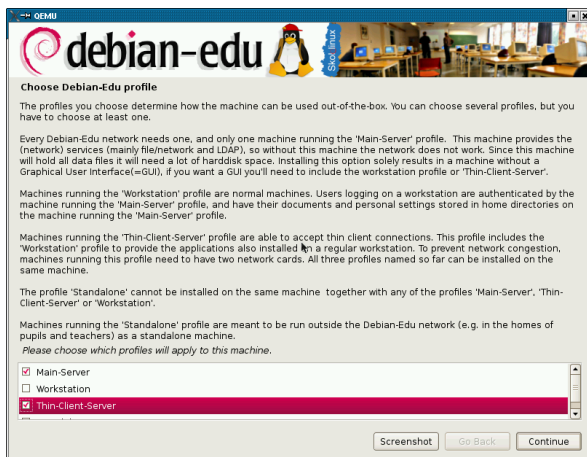 QEMU
debian-edu
Skolelinux
Choose Debian-Edu profile
The profiles you choose determine how the machine can be used out-of-the-box. You can choose several profiles, but you
have to choose at least one.
Every Debian-Edu network needs one, and only one machine running the 'Main-Server' profile.  This machine provides the
(network) services (mainly file/network and LDAP), so without this machine the network does not work. Since this machine
will hold all data files it will need a lot of harddisk space. Installing this option solely results in a machine without a
Graphical User Interface(=GUI), if you want a GUI you'll need to include the workstation profile or 'Thin-Client-Server'.
Machines running the 'Workstation' profile are normal machines. Users logging on a workstation are authenticated by the
machine running the 'Main-Server' profile, and have their documents and personal settings stored in home directories on
the machine running the 'Main-Server' profile.
Machines running the 'Thin-Client-Server' profile are able to accept thin client connections. This profile includes the
'Workstation' profile to provide the applications also installed on a regular workstation. To prevent network congestion,
machines running this profile need to have two network cards. All three profiles named so far can be installed on the
same machine.
The profile 'Standalone' cannot be installed on the same machine  together with any of the profiles 'Main-Server', 'Thin-
Client-Server' or 'Workstation'.
Machines running the 'Standalone' profile are meant to be run outside the Debian-Edu network (e.g. in the homes of
pupils and teachers) as a standalone machine.
Please choose which profiles will apply to this machine.
Main-Server
Workstation
Thin-Client-Server
Screenshot
Go Back
Continue